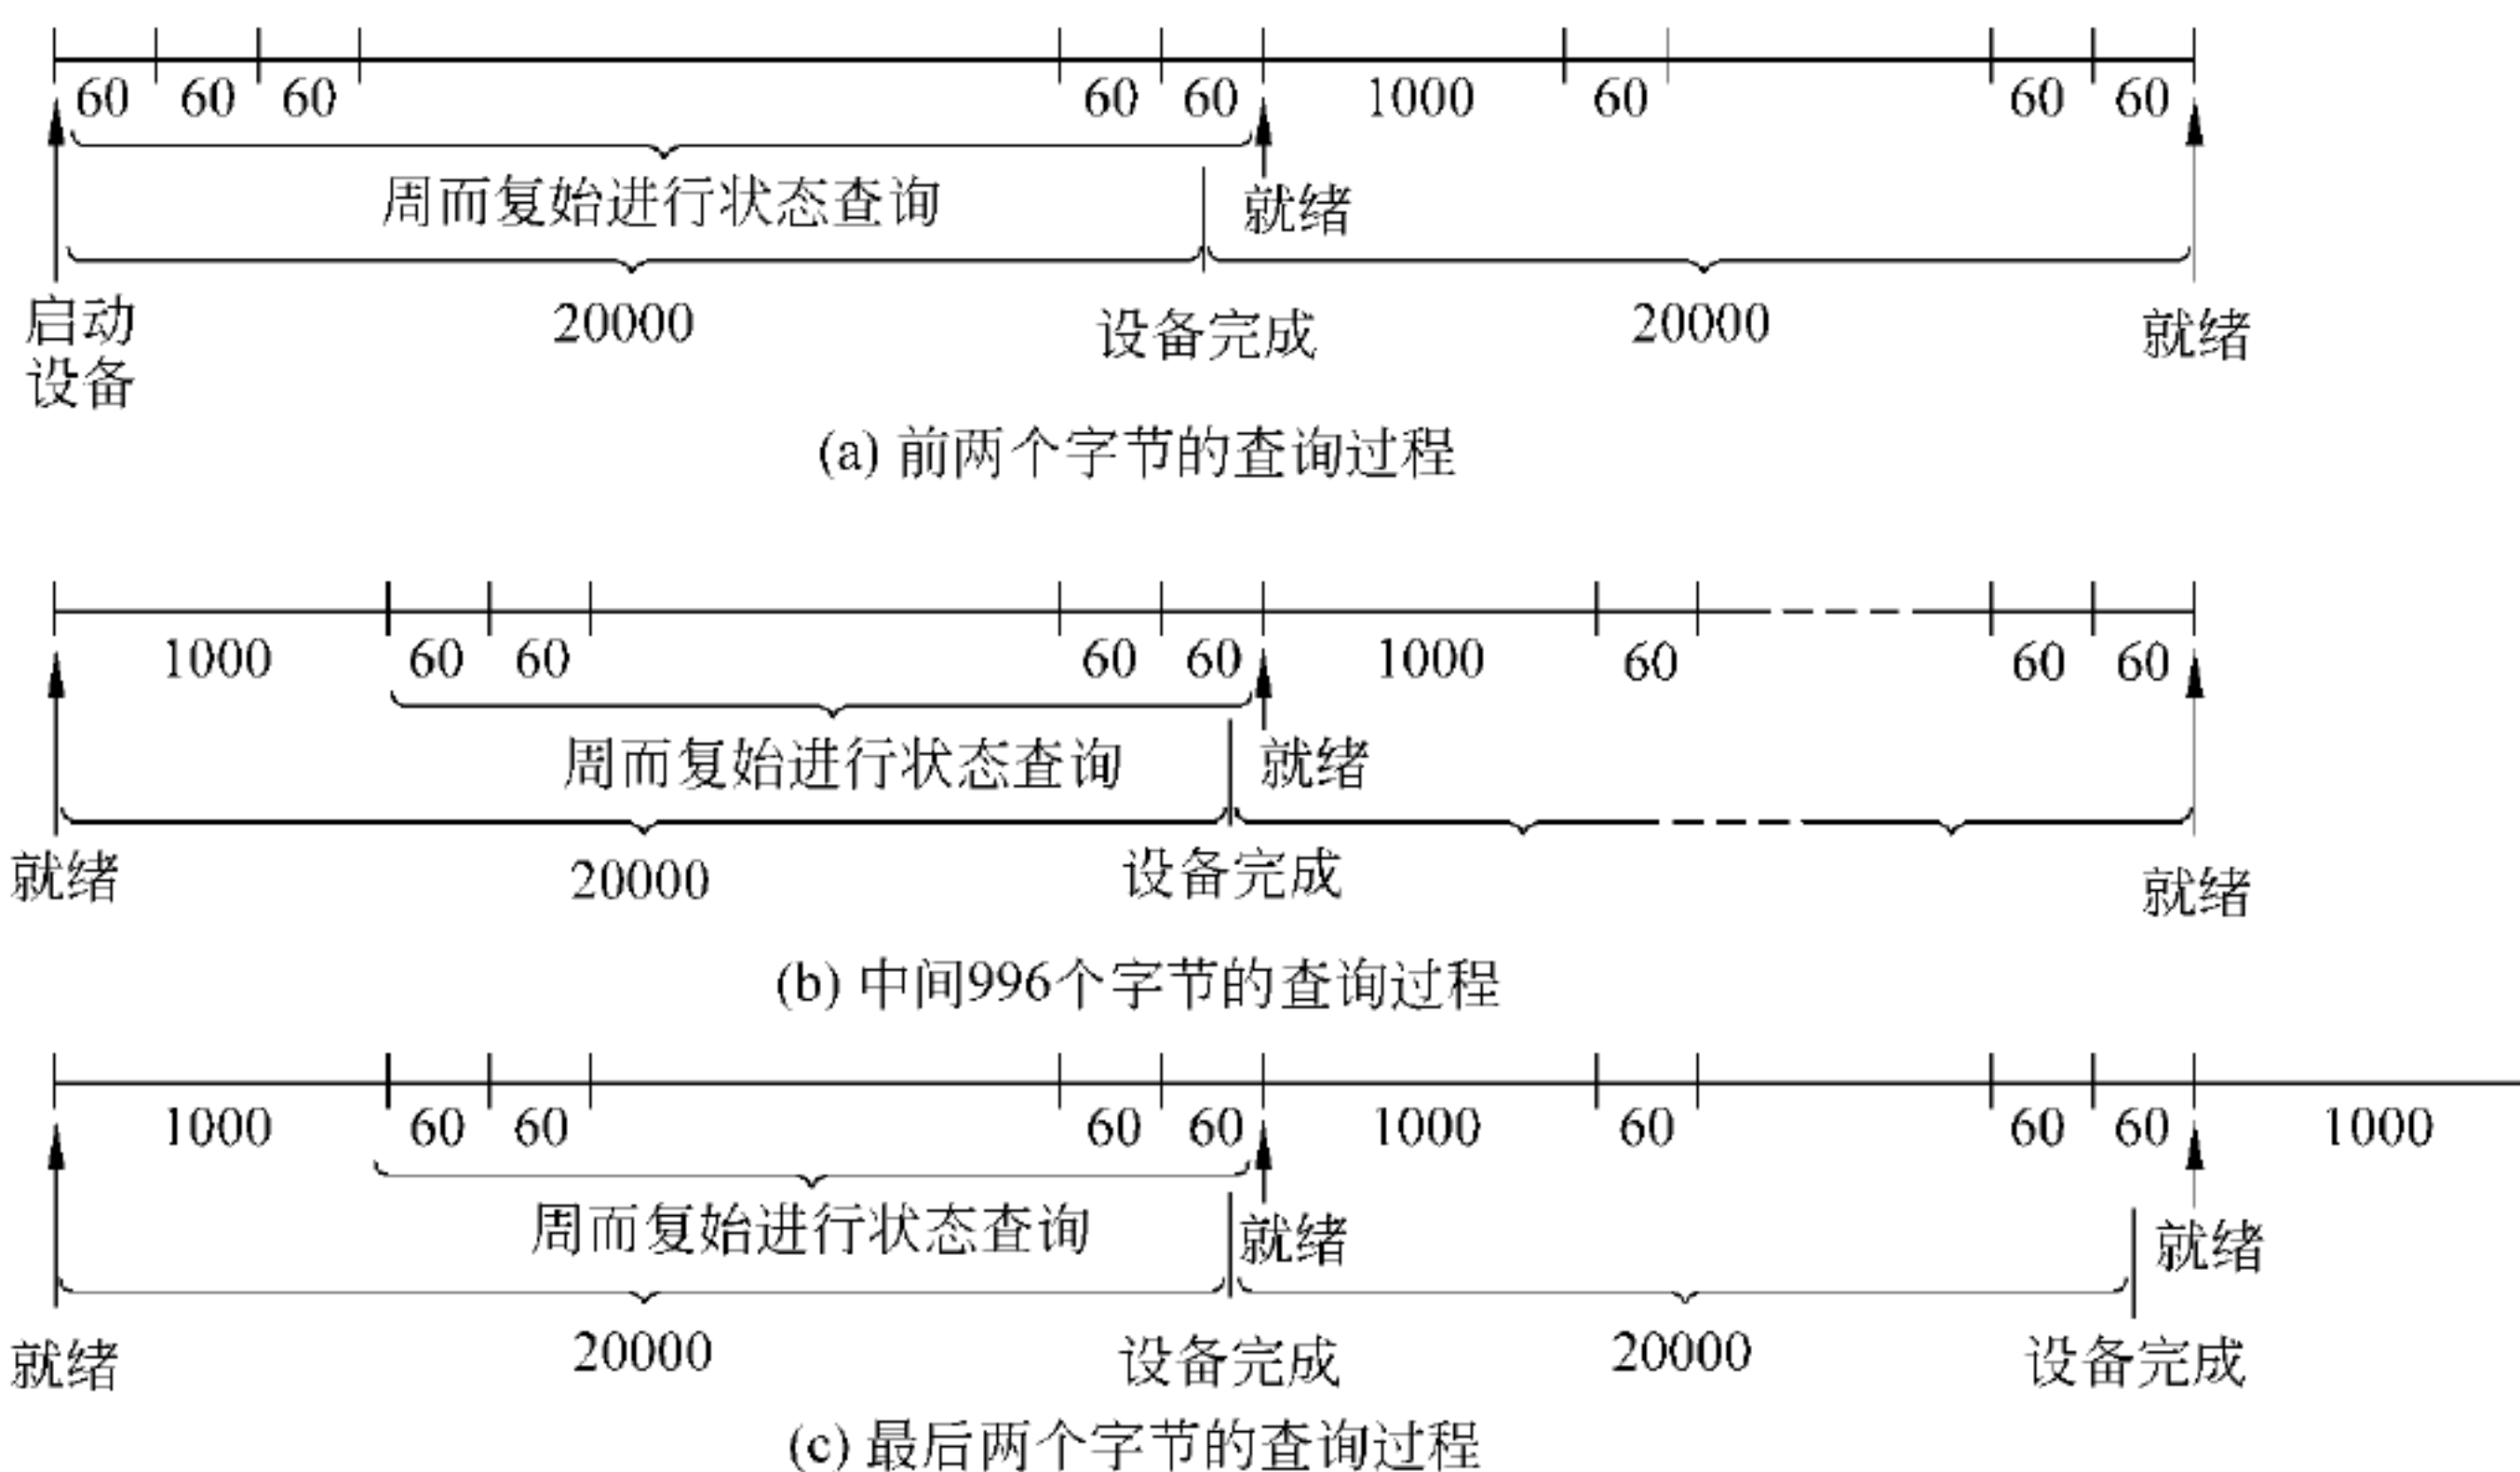 60 60 60 60 60 1000 60 60 60
周而复始进行状态查询 就绪
启动 20000 设备完成 20000 就绪
设备
(a) 前两个字节的查询过程
1000 60 60 60 60 1000 60 60 60
周而复始进行状态查询 就绪
就绪 20000 设备完成 就绪
(b) 中间996个字节的查询过程
1000 60 60 60 60 1000 60 60 60 1000
周而复始进行状态查询 就绪 就绪
就绪 20000 设备完成 20000 设备完成
(c) 最后两个字节的查询过程